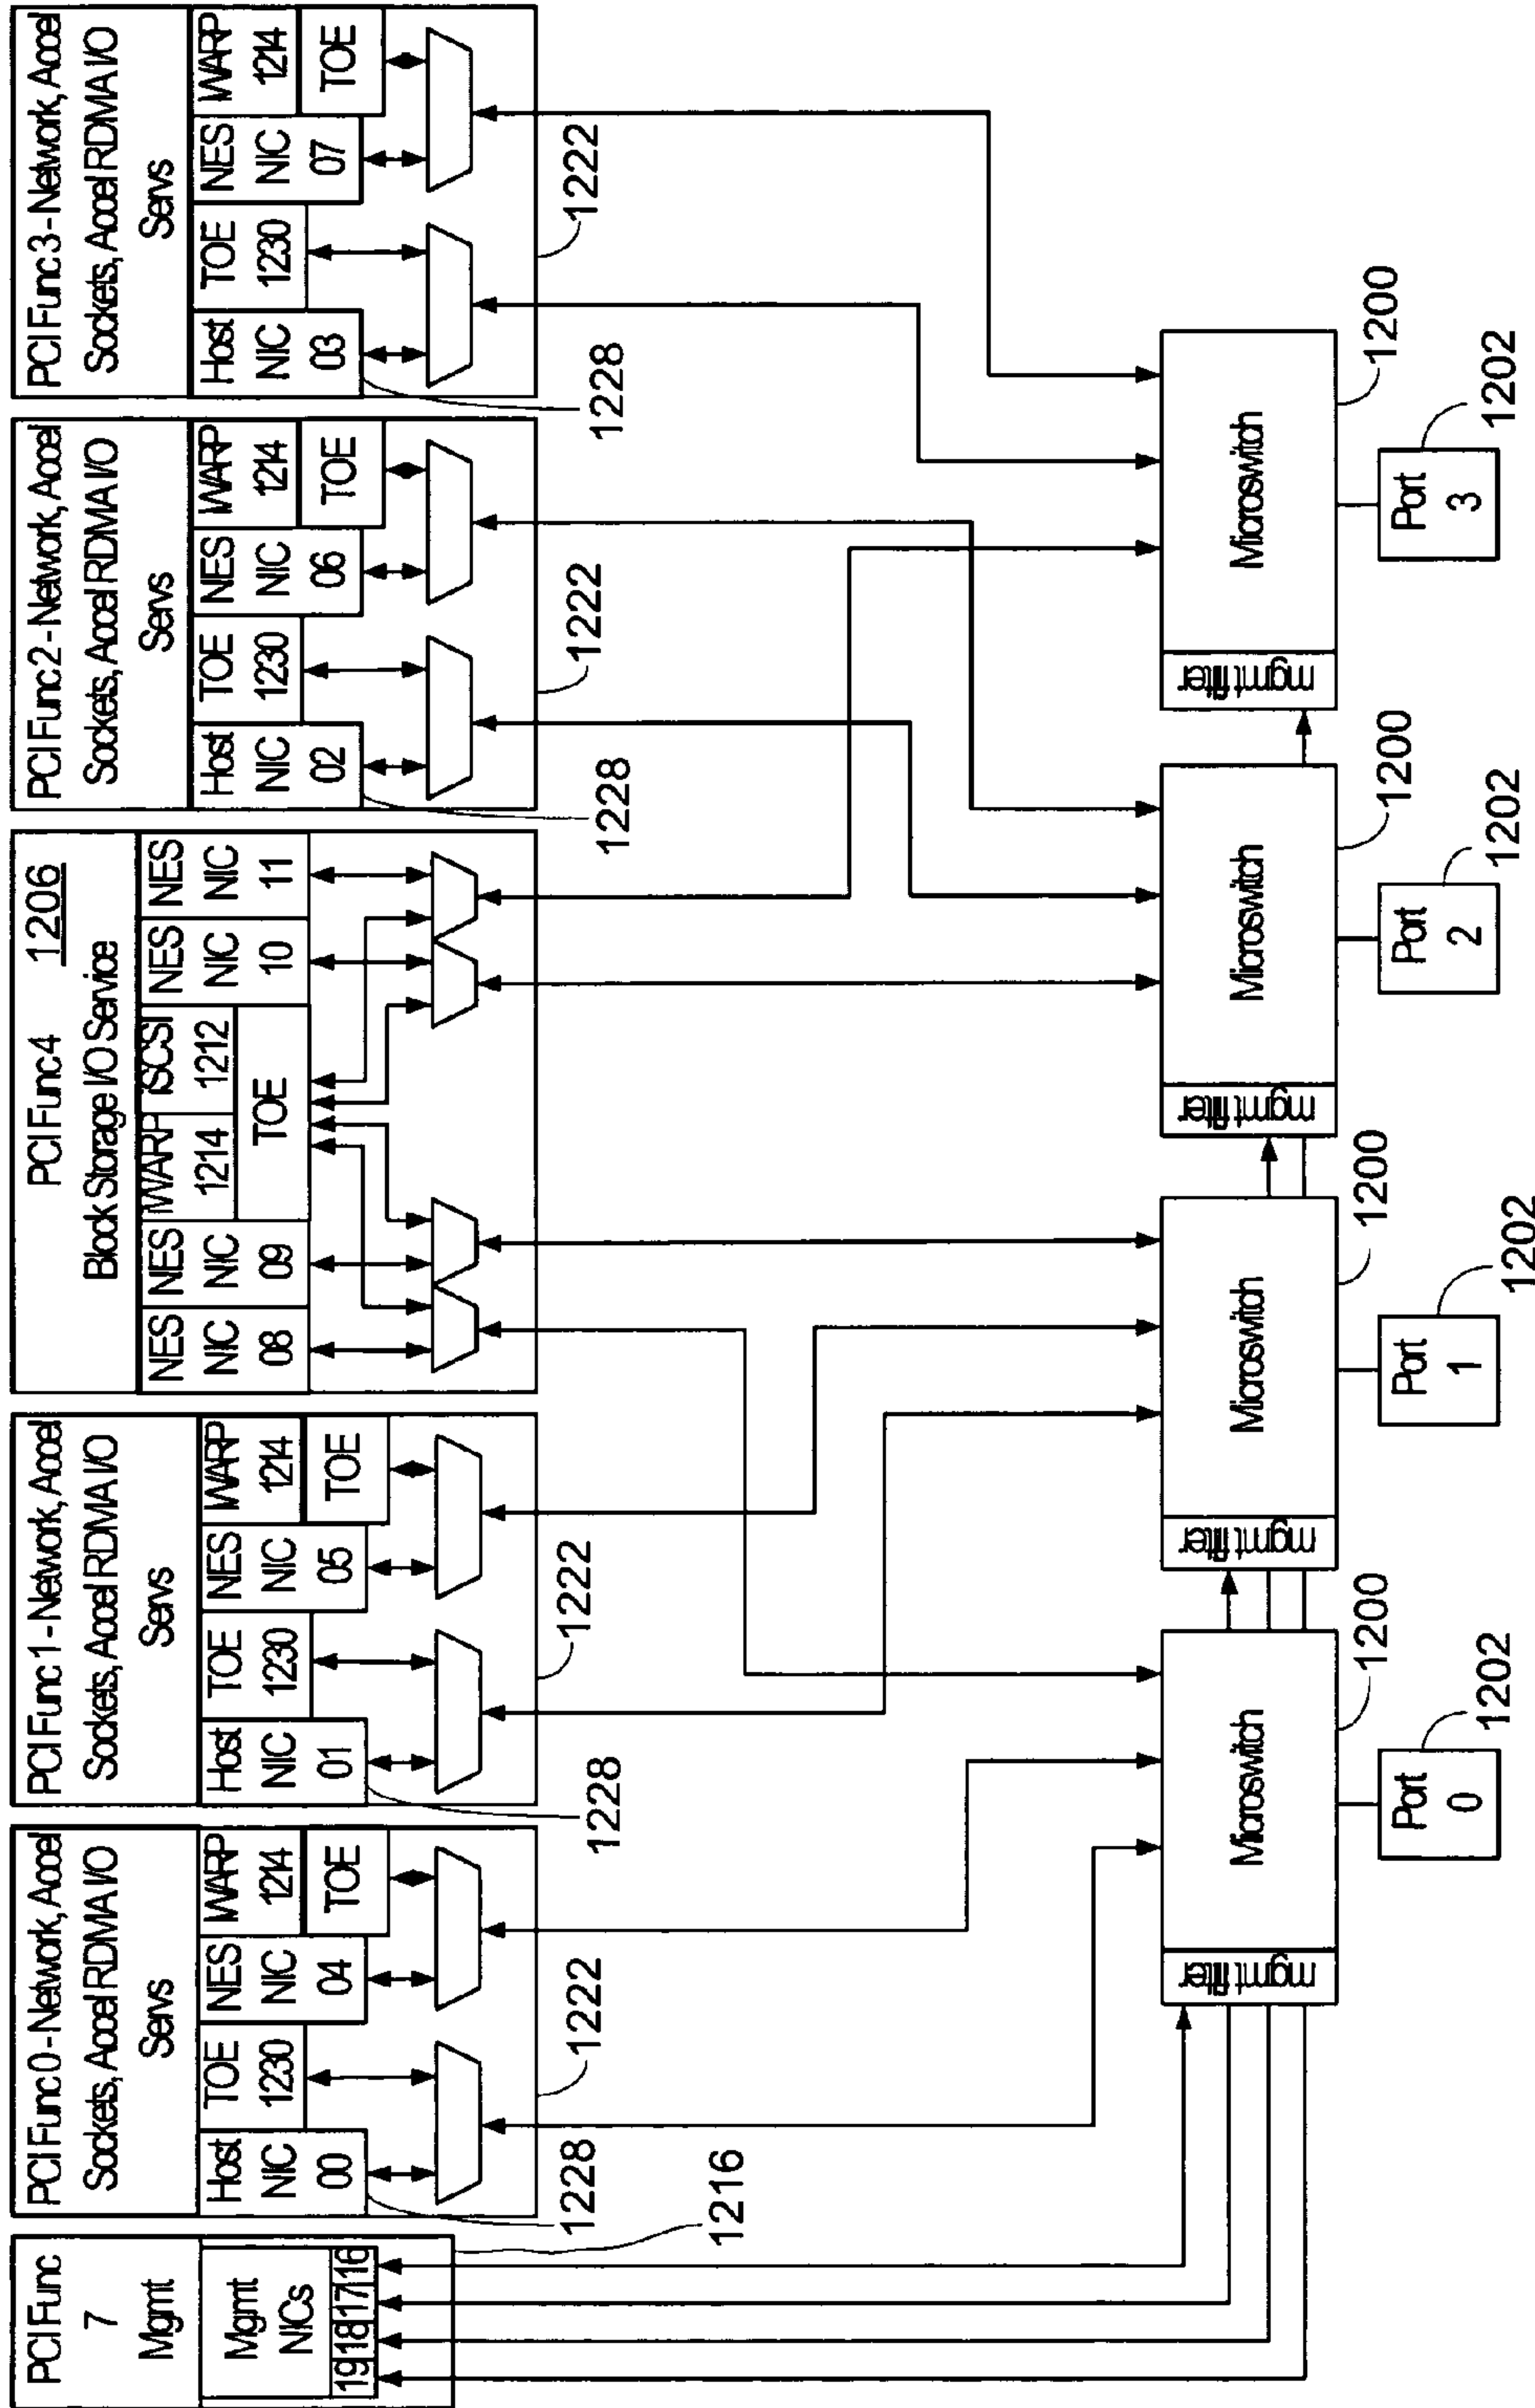 PCI Func
7
Mgmt
Mgmt
NICs
19 18 17 16
1216
PCI Func 0 - Network, Accel
Sockets, Accel RDMA I/O
Servs
Host
NIC
00
TOE
1230
NES
NIC
04
iWARP
1214
TOE
1228
1222
PCI Func 1 - Network, Accel
Sockets, Accel RDMA I/O
Servs
Host
NIC
01
TOE
1230
NES
NIC
05
iWARP
1214
TOE
1228
1222
PCI Func 4 1206
Block Storage I/O Service
NES
NIC
08
NES
NIC
09
iWARP
1214
iSCSI
1212
TOE
NES
NIC
10
NES
NIC
11
PCI Func 2 - Network, Accel
Sockets, Accel RDMA I/O
Servs
Host
NIC
02
TOE
1230
NES
NIC
06
iWARP
1214
TOE
1228
1222
PCI Func 3 - Network, Accel
Sockets, Accel RDMA I/O
Servs
Host
NIC
03
TOE
1230
NES
NIC
07
iWARP
1214
TOE
1228
1222
mgmt filter
Microswitch
1200
Port
0
1202
mgmt filter
Microswitch
1200
Port
1
1202
mgmt filter
Microswitch
1200
Port
2
1202
mgmt filter
Microswitch
1200
Port
3
1202